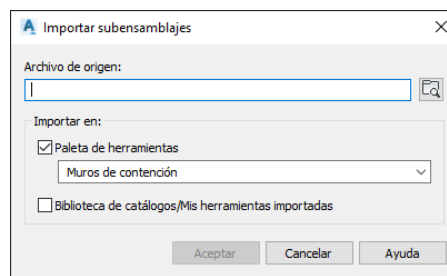 Importar subensamblajes
Archivo de origen:
Importar en:
Paleta de herramientas
Muros de contención
Biblioteca de catálogos/Mis herramientas importadas
Aceptar Cancelar Ayuda